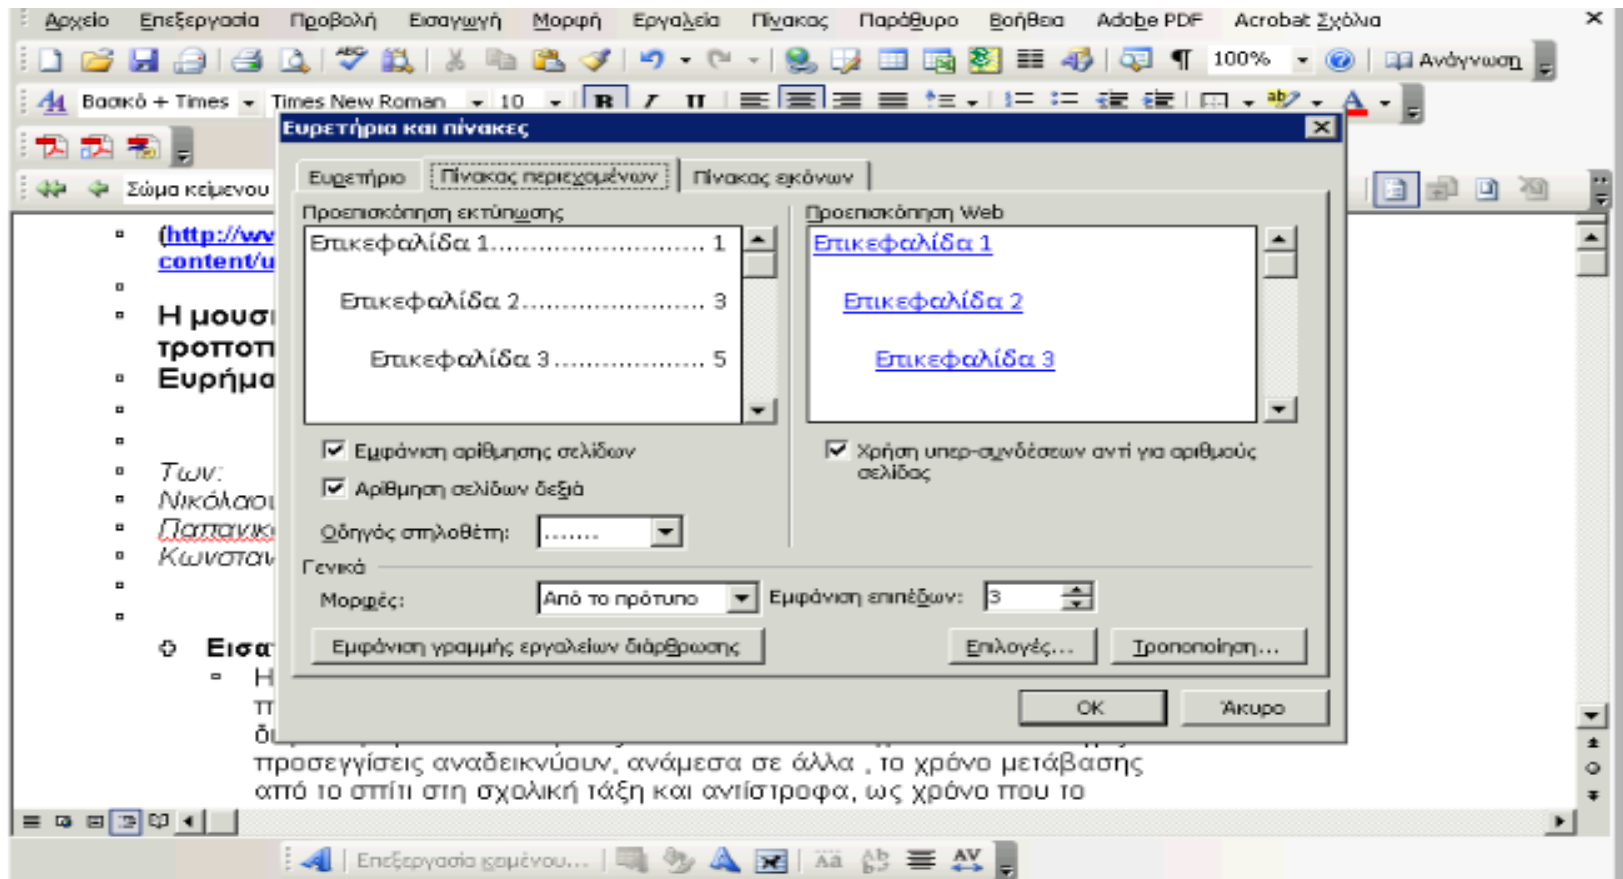 Αρχείο Επεξεργασία Προβολή Εισαγωγή Μορφή Εργαλεία Πίνακας Παράθυρο Βοήθεια Adobe PDF Acrobat Σχόλια
100% Ανάγνωση
Βασικό + Times Times New Roman 10 B I U
Ευρετήρια και πίνακες
Σώμα κείμενου
Ευρετήριο Πίνακας περιεχομένων Πίνακας εικόνων
Προεπισκόπηση εκτύπωσης Προεπισκόπηση Web
Επικεφαλίδα 1........................... 1 Επικεφαλίδα 1
Επικεφαλίδα 2....................... 3 Επικεφαλίδα 2
Επικεφαλίδα 3................... 5 Επικεφαλίδα 3
(http://wv
content/u
Η μουσι
τροποπ
Ευρήμα
Εμφάνιση αρίθμησης σελίδων
Αρίθμηση σελίδων δεξιά
Χρήση υπερ-συνδέσεων αντί για αριθμούς
σελίδας
Οδηγός στηλοθέτη: .......
Των:
Νικόλαου
Παπανικ
Κωνσταν
Γενικά
Μορφές: Από το πρότυπο Εμφάνιση επιπέδων: 3
Εμφάνιση γραμμής εργαλείων διάρθρωσης Επιλογές... Τροποποίηση...
OK Άκυρο
Εισα
Η
π
προσεγγίσεις αναδεικνύουν, ανάμεσα σε άλλα , το χρόνο μετάβασης
από το σπίτι στη σχολική τάξη και αντίστροφα, ως χρόνο που το
Επεξεργασία κειμένου...